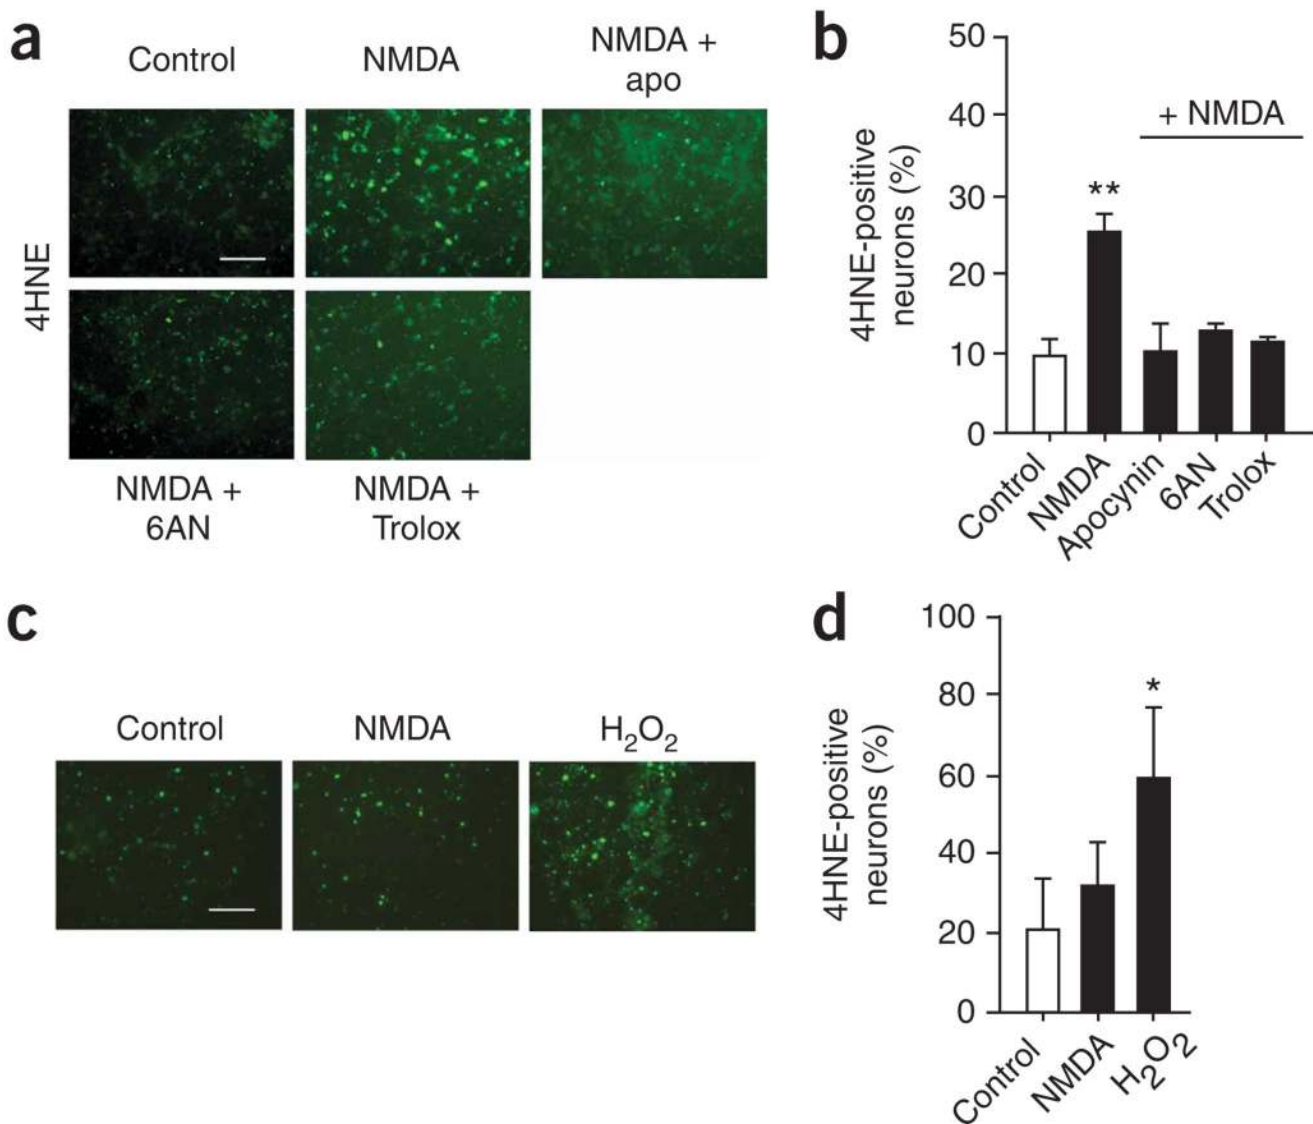 a
Control
NMDA
NMDA +
apo
4HNE
NMDA +
6AN
NMDA +
Trolox
b
4HNE-positive
neurons (%)
50
40
30
20
10
0
+ NMDA
**
Control
NMDA
Apocynin
6AN
Trolox
c
Control
NMDA
H₂O₂
d
4HNE-positive
neurons (%)
100
80
60
40
20
0
*
Control
NMDA
H₂O₂